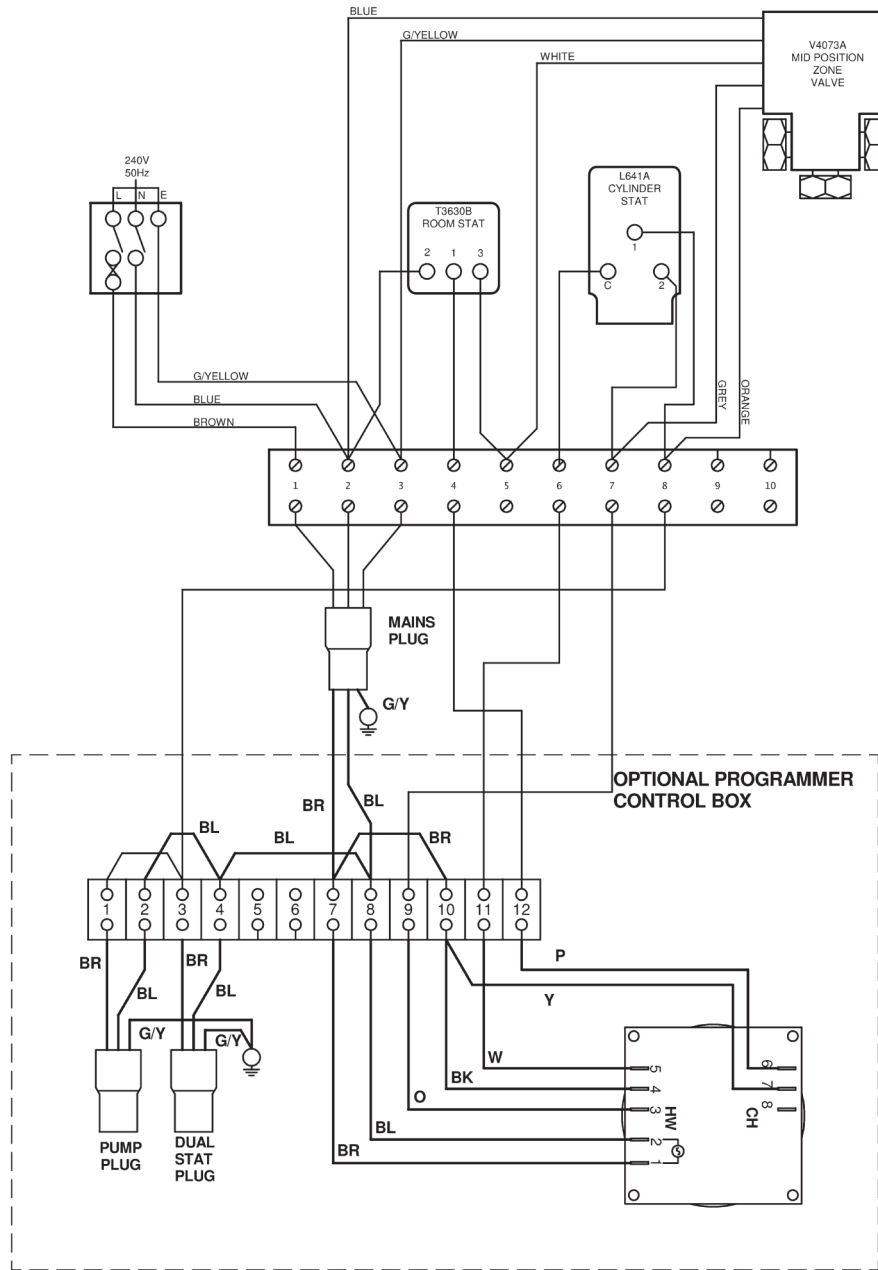 BLUE
G/YELLOW
WHITE
V4073A
MID POSITION
ZONE
VALVE
240V
50Hz
L N E
T3630B
ROOM STAT
2 1 3
L641A
CYLINDER
STAT
1
C 2
G/YELLOW
BLUE
BROWN
GREY
ORANGE
1 2 3 4 5 6 7 8 9 10
MAINS
PLUG
G/Y
OPTIONAL PROGRAMMER
CONTROL BOX
BR
BL
BL
BL
BR
1 2 3 4 5 6 7 8 9 10 11 12
BR
BL
BR
BL
G/Y
G/Y
PUMP
PLUG
DUAL
STAT
PLUG
P
Y
W
BK
O
BL
BR
5
4
3
2
1
HW
CH
6
7
8